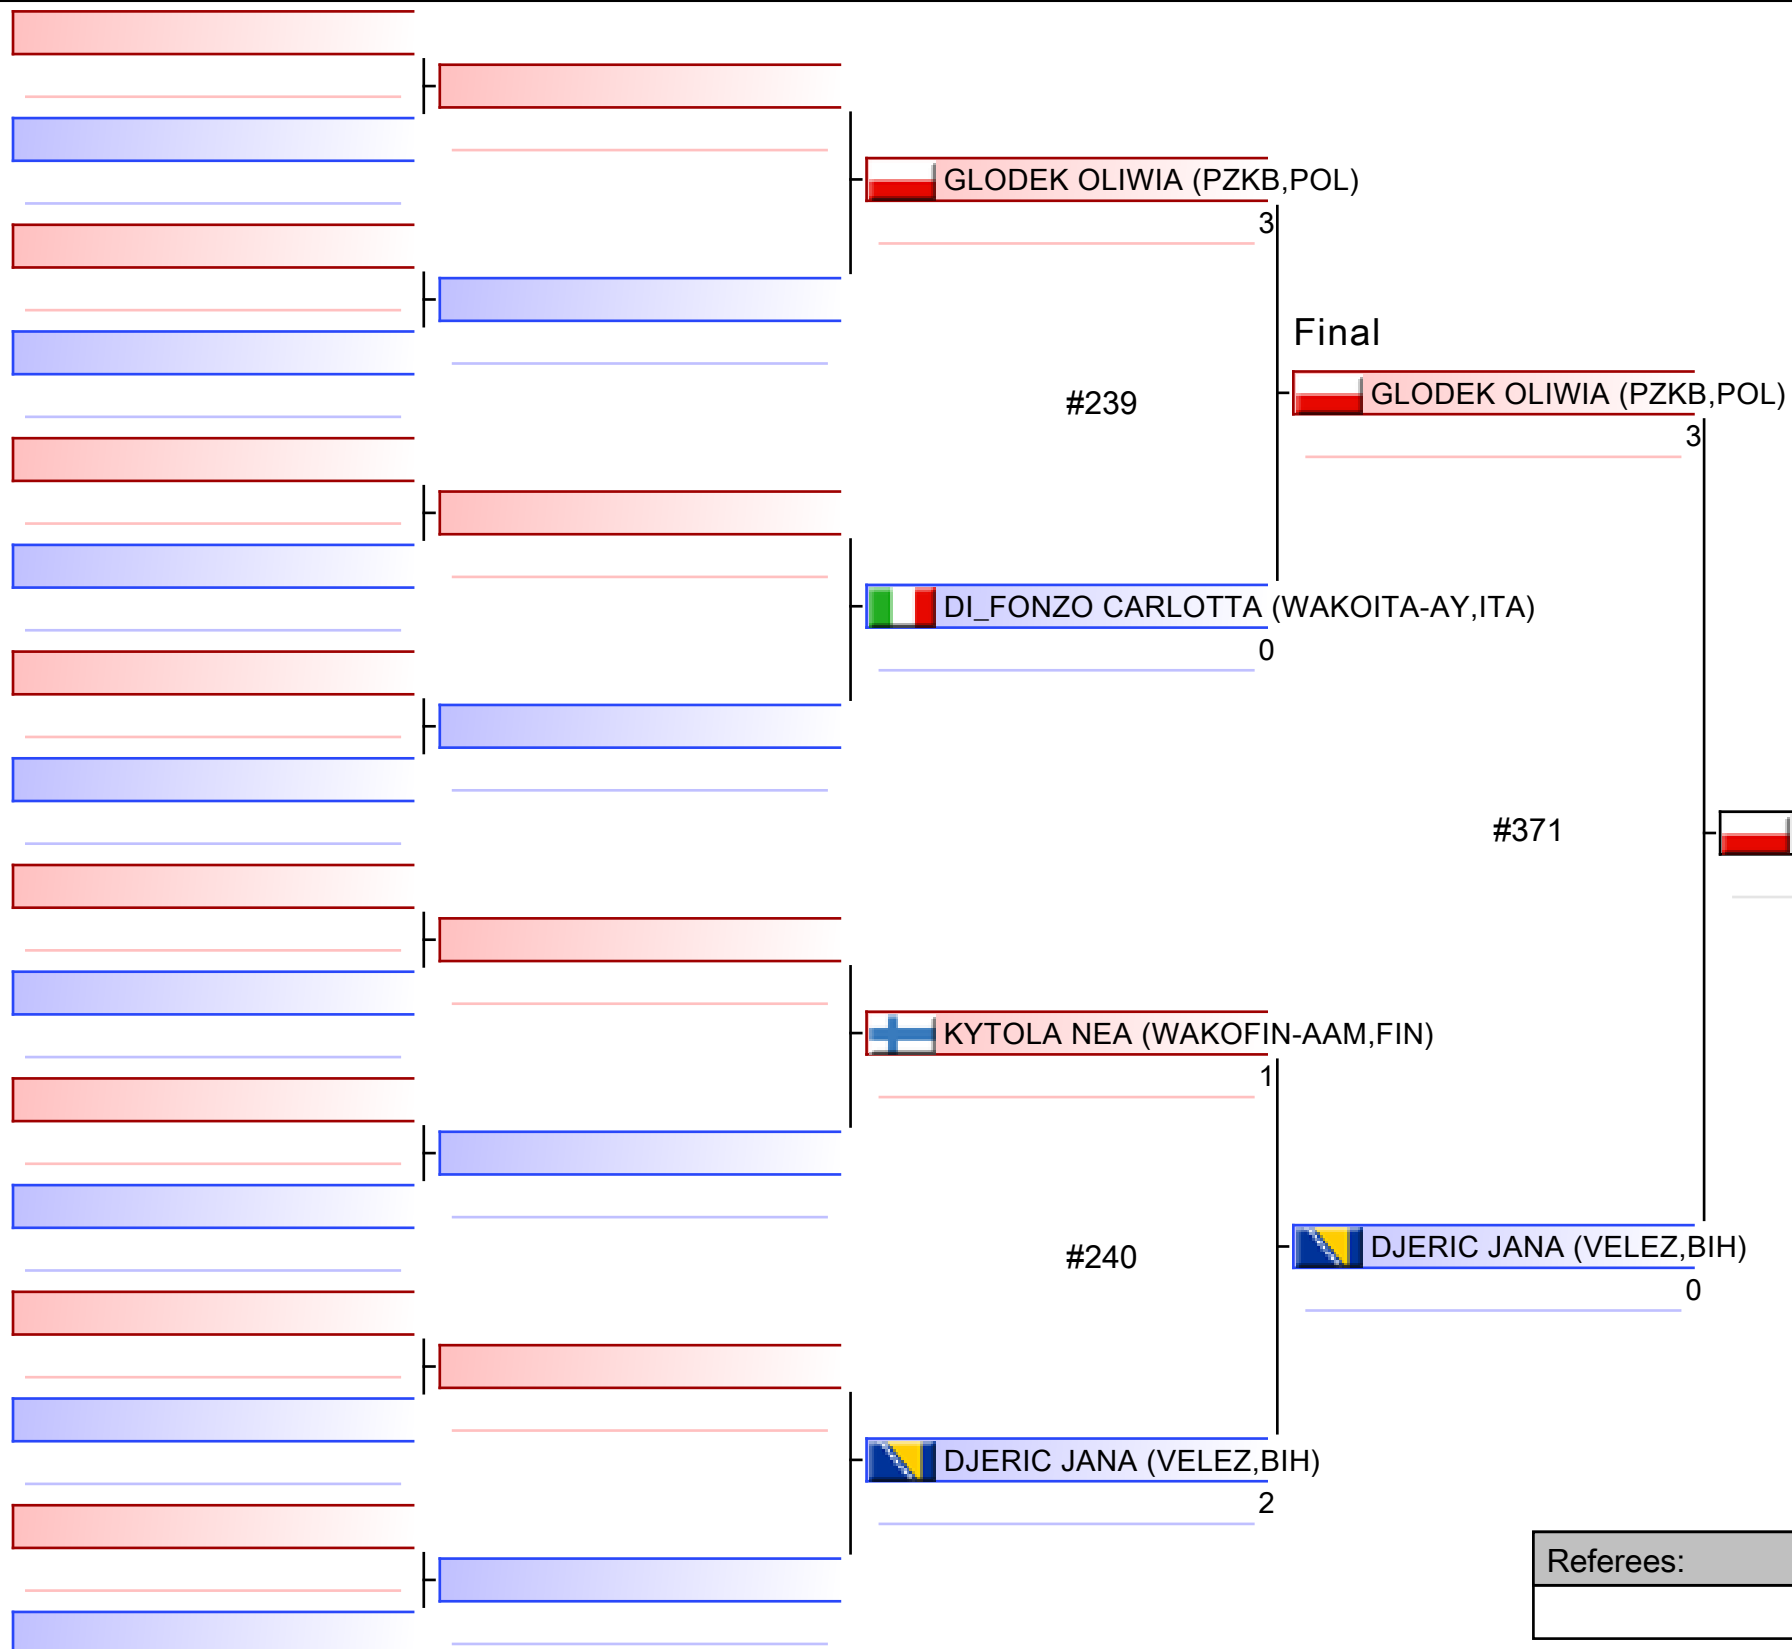 GLODEK OLIWIA (PZKB,POL)
3
Final
#239
GLODEK OLIWIA (PZKB,POL)
3
DI_FONZO CARLOTTA (WAKOITA-AY,ITA)
0
#371
KYTOLA NEA (WAKOFIN-AAM,FIN)
1
#240
DJERIC JANA (VELEZ,BIH)
0
DJERIC JANA (VELEZ,BIH)
2
Referees: